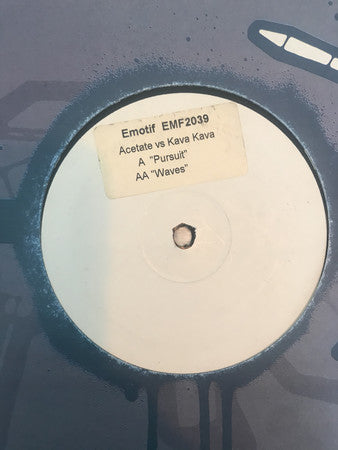 Emotif EMF2039
Acetate vs Kava Kava
A "Pursuit"
AA "Waves"